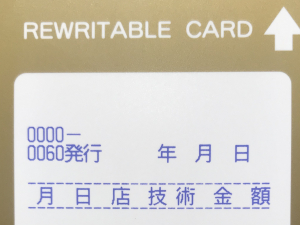 REWRITABLE CARD
0000－
0060発行　年 月 日
月 日 店 技術 金 額